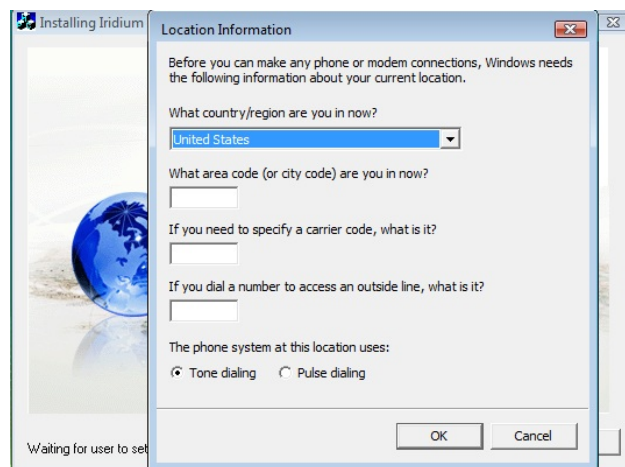 Installing Iridium
Location Information
Before you can make any phone or modem connections, Windows needs
the following information about your current location.
What country/region are you in now?
United States
What area code (or city code) are you in now?
If you need to specify a carrier code, what is it?
If you dial a number to access an outside line, what is it?
The phone system at this location uses:
Tone dialing Pulse dialing
OK Cancel
Waiting for user to set